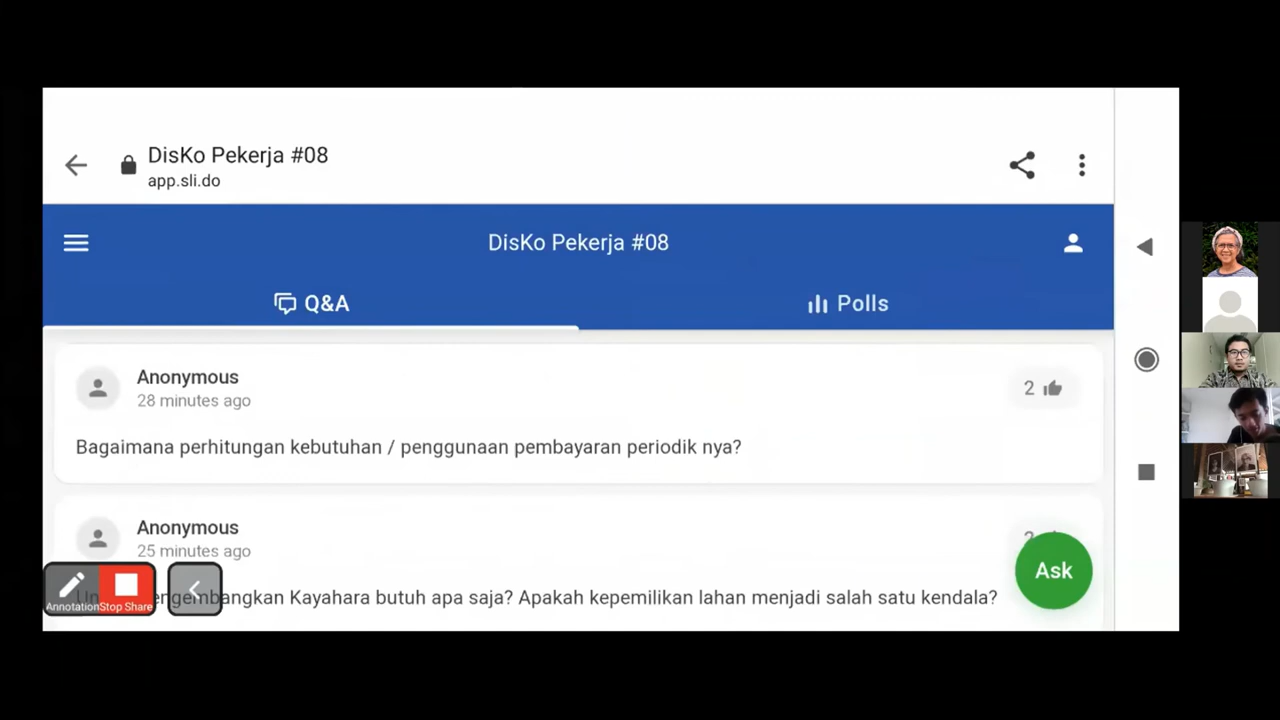 DisKo Pekerja #08
app.sli.do
DisKo Pekerja #08
Q&A
Polls
Anonymous
28 minutes ago
2
Bagaimana perhitungan kebutuhan / penggunaan pembayaran periodik nya?
Anonymous
25 minutes ago
Ask
engembangkan Kayahara butuh apa saja? Apakah kepemilikan lahan menjadi salah satu kendala?
Annotation
Stop Share